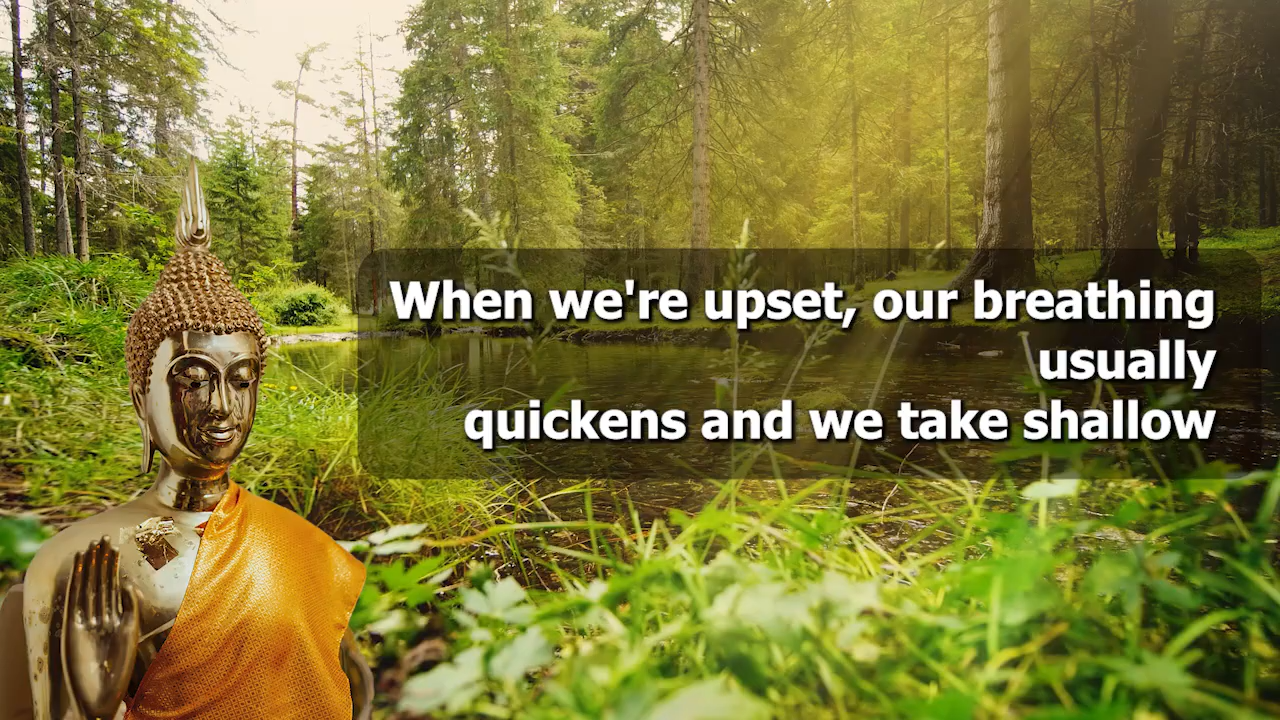 When we're upset, our breathing
usually
quickens and we take shallow